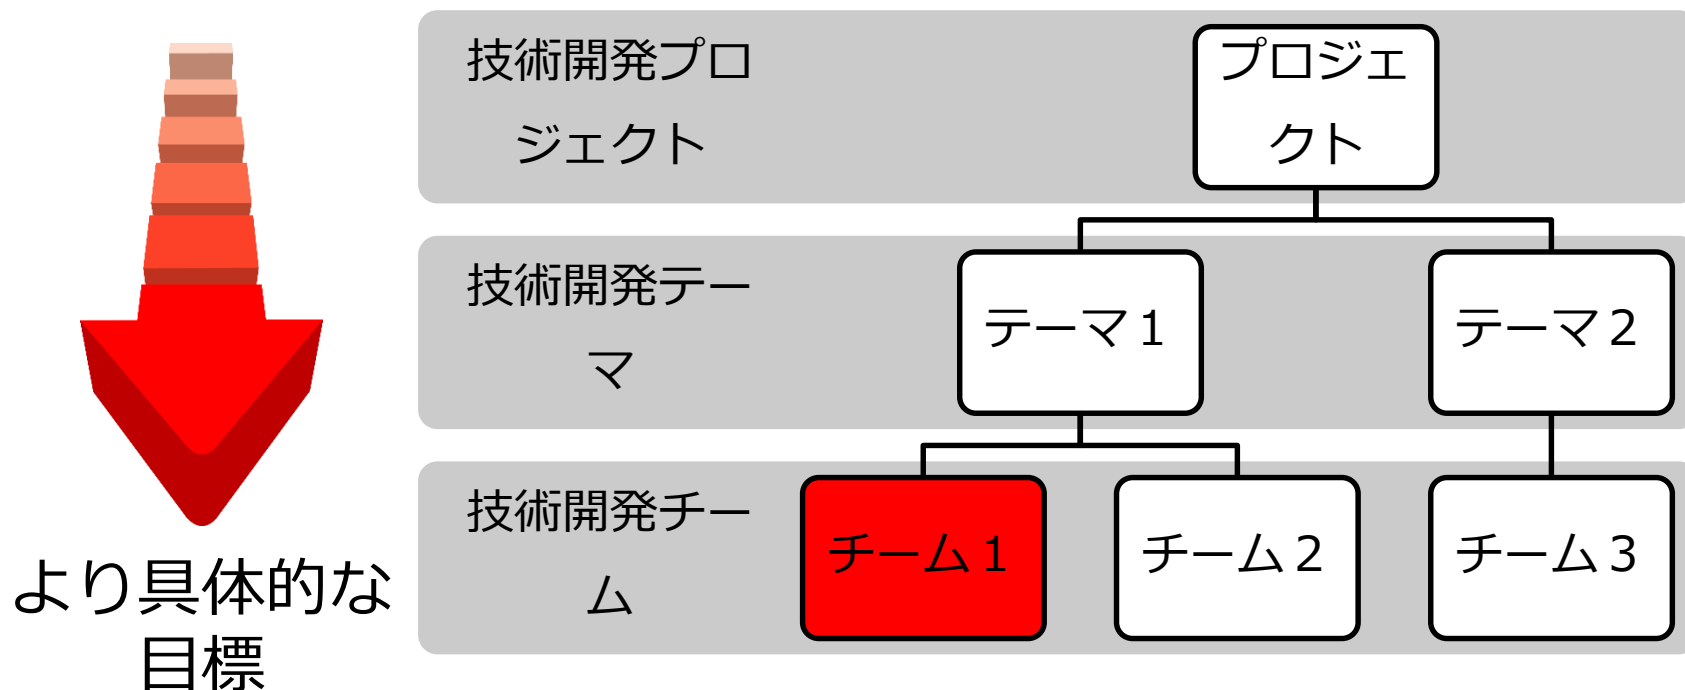 技術開発プロ
ジェクト
プロジェ
クト
技術開発テー
マ
テーマ１
テーマ２
技術開発チー
ム
チーム１
チーム２
チーム３
より具体的な
目標